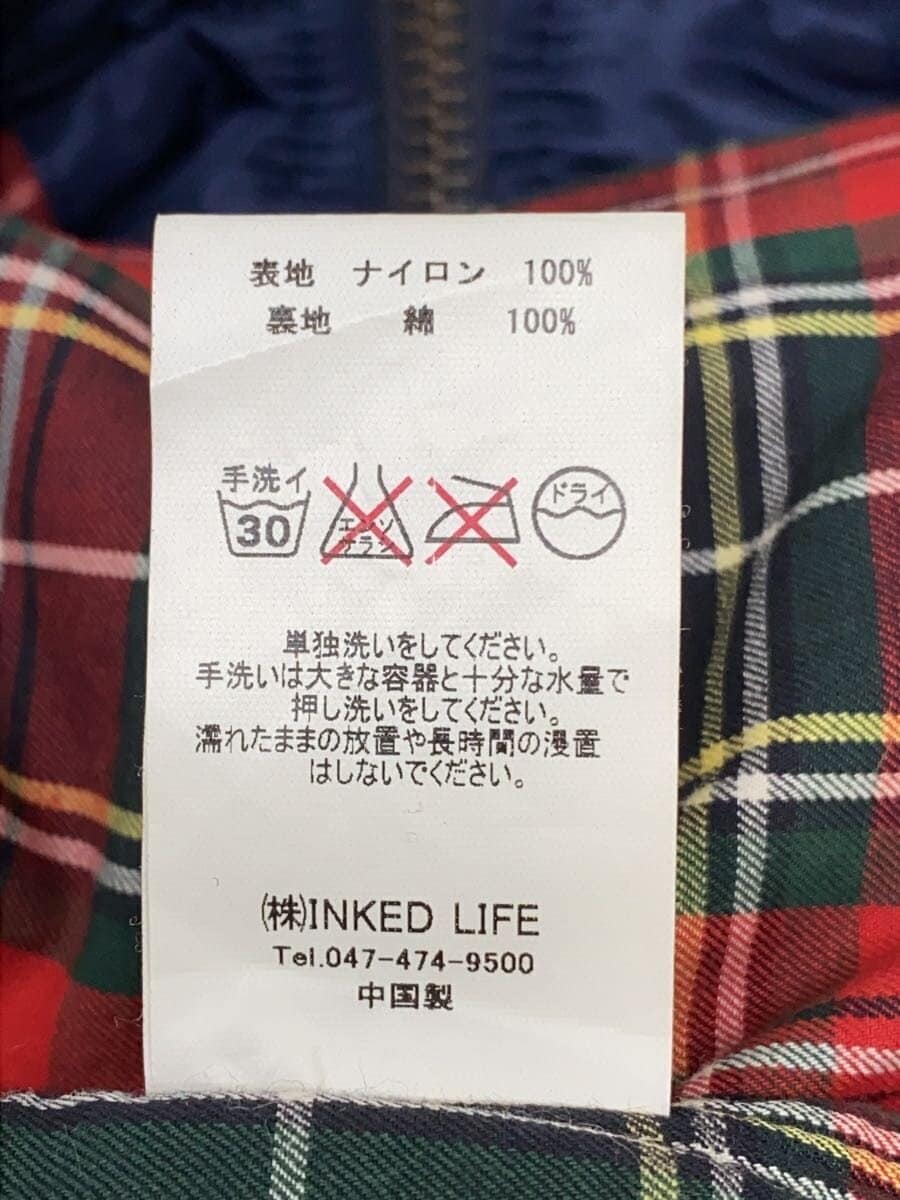 表地 ナイロン 100%
裏地 綿 100%
手洗イ
30
エンソ
サラシ
ドライ
単独洗いをしてください。
手洗いは大きな容器と十分な水量で
押し洗いをしてください。
濡れたままの放置や長時間の浸置
はしないでください。
㈱INKED LIFE
Tel.047-474-9500
中国製